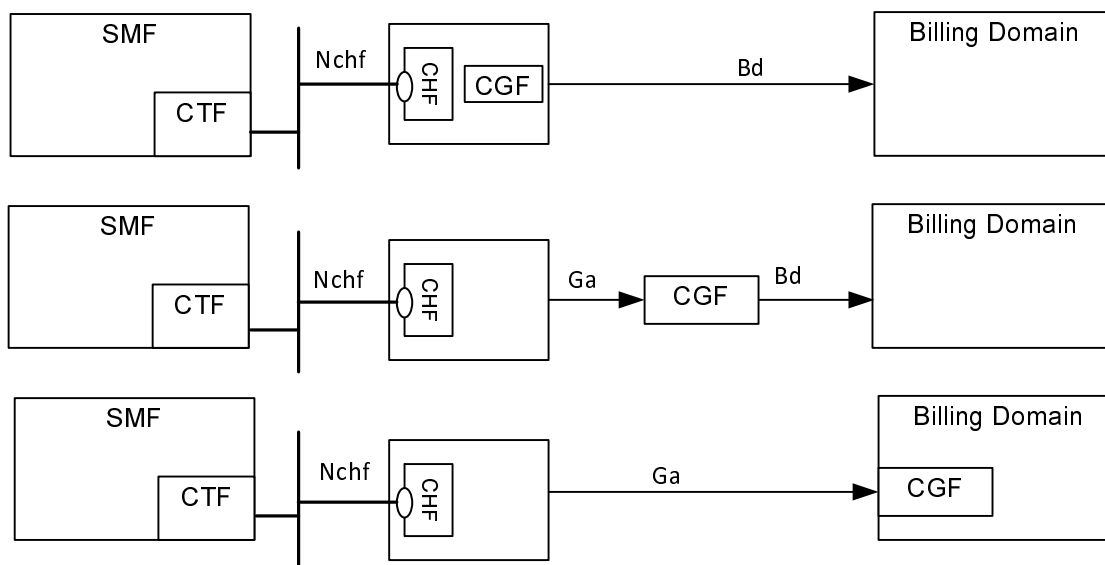 SMF
CTF
Nchf
CHF
CGF
Bd
Billing Domain
SMF
CTF
Nchf
CHF
Ga
CGF
Bd
Billing Domain
SMF
CTF
Nchf
CHF
Ga
Billing Domain
CGF